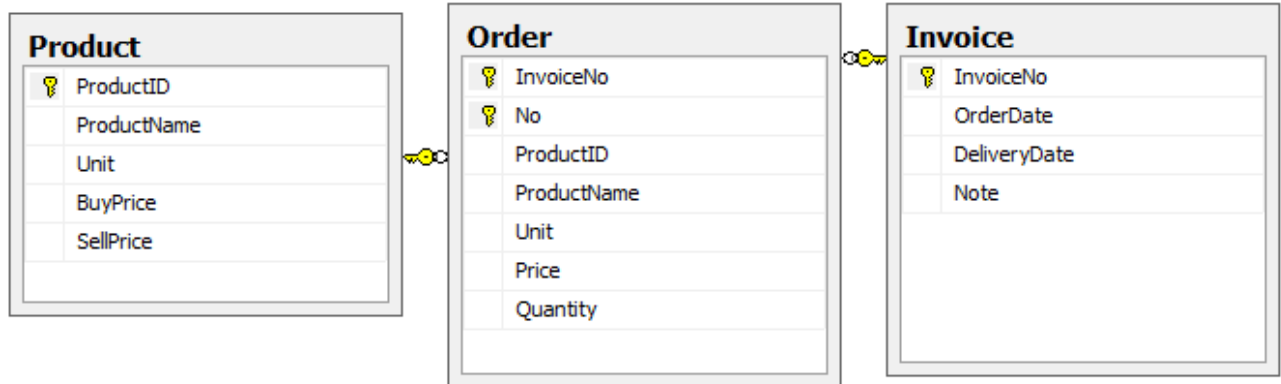 Product
ProductID
ProductName
Unit
BuyPrice
SellPrice
Order
InvoiceNo
No
ProductID
ProductName
Unit
Price
Quantity
Invoice
InvoiceNo
OrderDate
DeliveryDate
Note